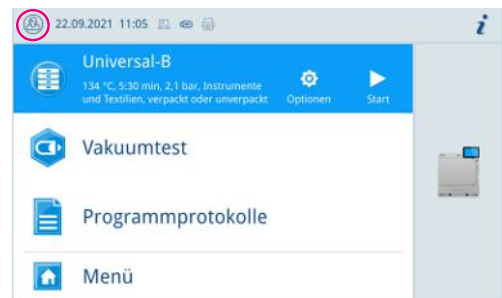 22.09.2021 11:05
i
Universal-B
134 °C, 5:30 min, 2,1 bar, Instrumente
und Textilien, verpackt oder unverpackt
Optionen
Start
Vakuumtest
Programmprotokolle
Menü